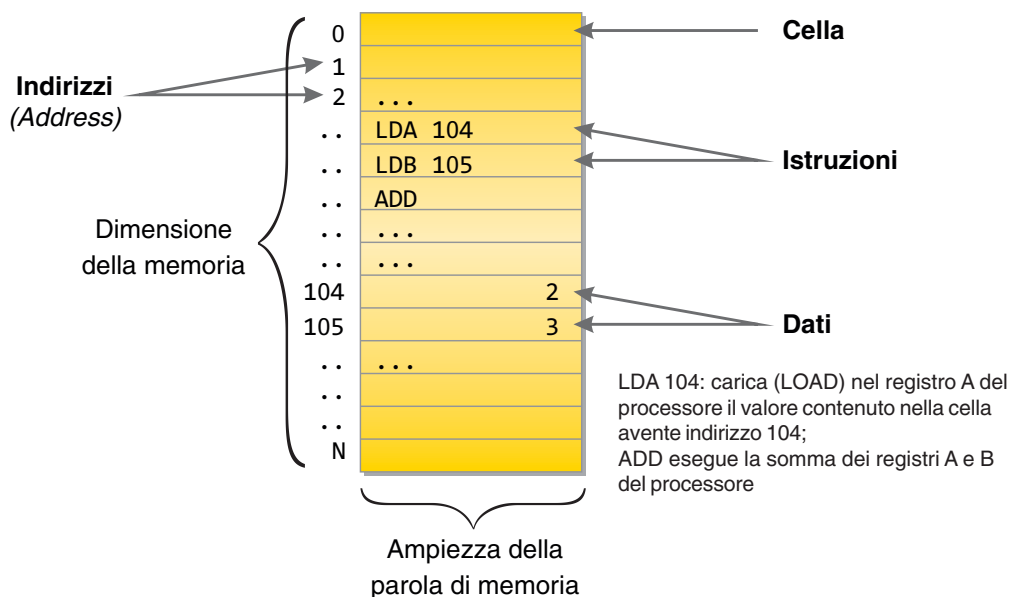 0
Cella
1
Indirizzi
(Address)
2 ...
.. LDA 104
.. LDB 105
Istruzioni
.. ADD
.. ...
Dimensione
della memoria
.. ...
104 2
105 3
Dati
.. ...
..
..
N
LDA 104: carica (LOAD) nel registro A del
processore il valore contenuto nella cella
avente indirizzo 104;
ADD esegue la somma dei registri A e B
del processore
Ampiezza della
parola di memoria